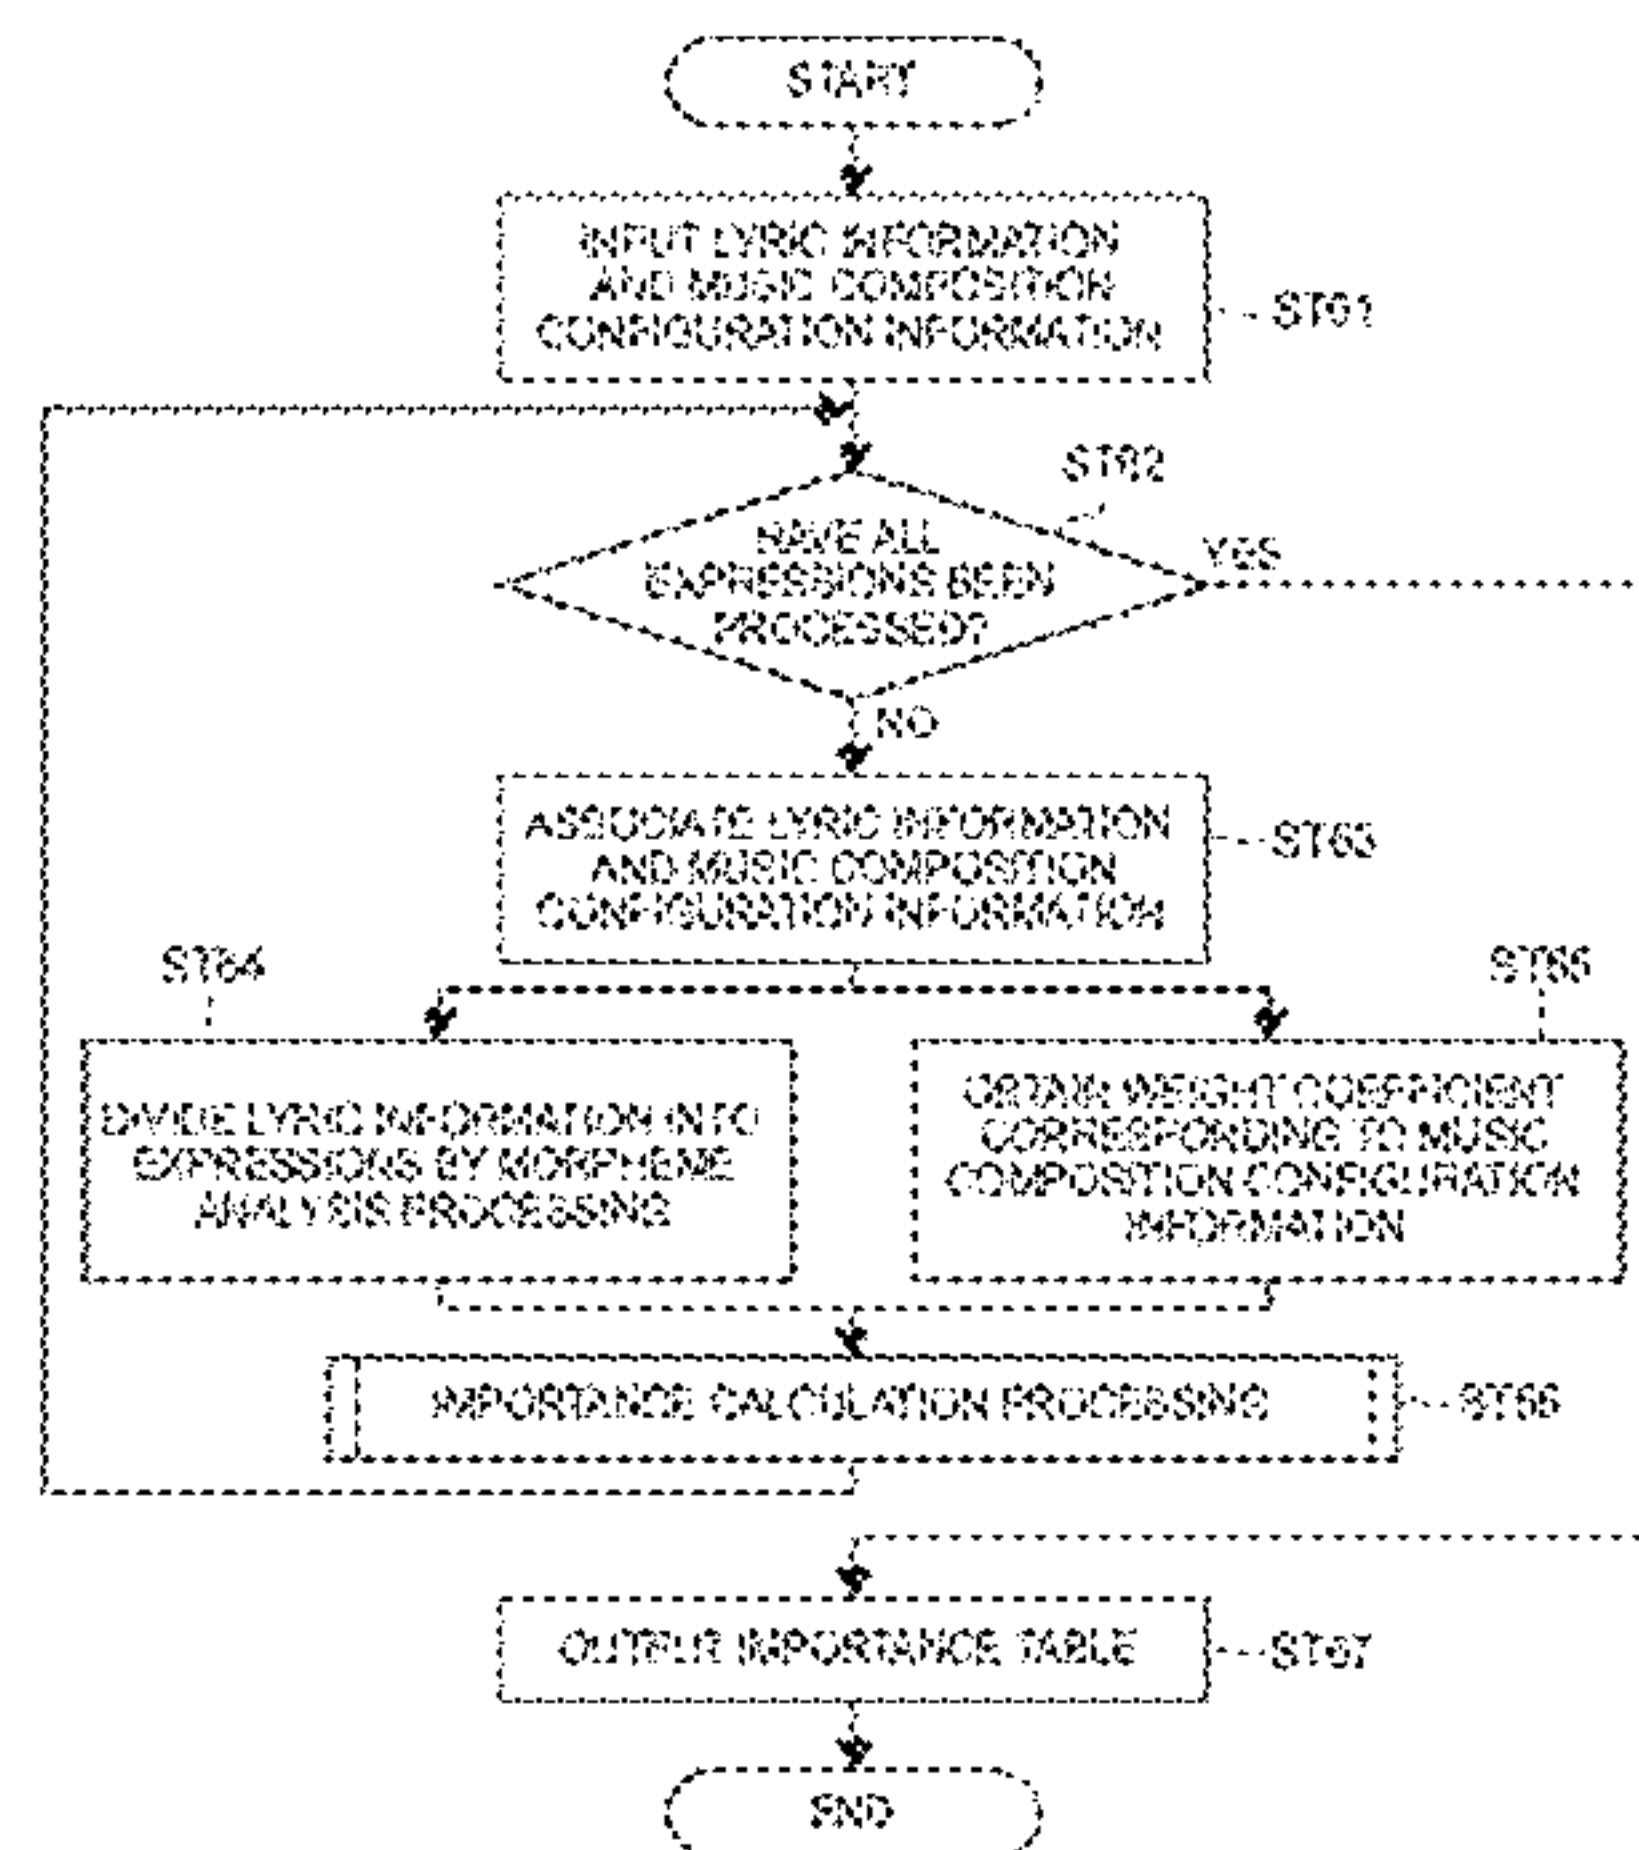 START
INPUT LYRIC INFORMATION
AND MUSIC COMPOSITION
CONFIGURATION INFORMATION
ST61
ST62
HAVE ALL
EXPRESSIONS BEEN
PROCESSED?
YES
NO
ASSOCIATE LYRIC INFORMATION
AND MUSIC COMPOSITION
CONFIGURATION INFORMATION
ST63
ST64
ST65
DIVIDE LYRIC INFORMATION INTO
EXPRESSIONS BY MORPHEME
ANALYSIS PROCESSING
OBTAIN WEIGHT COEFFICIENT
CORRESPONDING TO MUSIC
COMPOSITION CONFIGURATION
INFORMATION
IMPORTANCE CALCULATION PROCESSING
ST66
OUTPUT IMPORTANCE TABLE
ST67
END